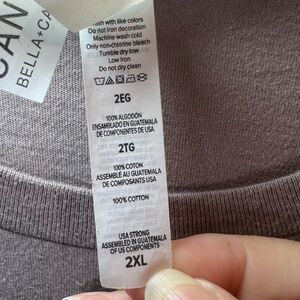 CAN
BELLA+CA
sh with like colors
Do not iron decoration
Machine wash cold
Only non-chlorine bleach
Tumble dry low
Low iron
Do not dry clean
2EG
100% ALGODÓN
ENSAMBLADO EN GUATEMALA
DE COMPONENTES DE USA
2TG
100% COTON
ASSEMBLÉ AU GUATEMALA
DE COMPOSANTS USA
100% COTTON
USA STRONG
ASSEMBLED IN GUATEMALA
OF US COMPONENTS
2XL